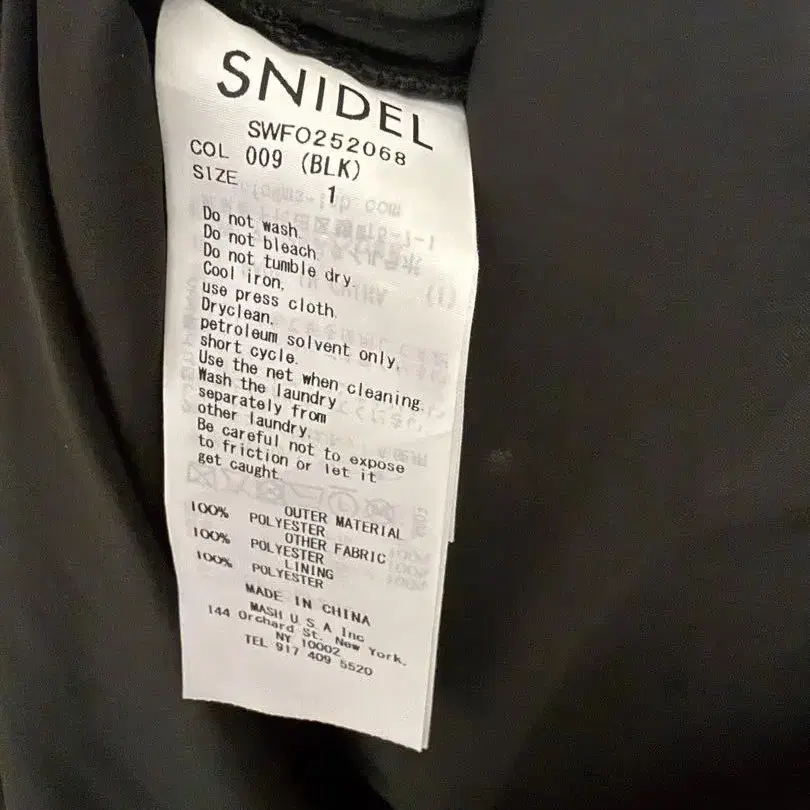 SNIDEL
SWFO252068
COL 009 (BLK)
SIZE 1
Do not wash.
Do not bleach.
Do not tumble dry.
Cool iron,
use press cloth.
Dryclean,
petroleum solvent only,
short cycle.
Use the net when cleaning.
Wash the laundry
separately from
other laundry.
Be careful not to expose
to friction or let it
get caught.
OUTER MATERIAL
100% POLYESTER
OTHER FABRIC
100% POLYESTER
LINING
100% POLYESTER
MADE IN CHINA
MASH U.S.A Inc
144 Orchard St. New York.
NY 10002
TEL 917 409 5520